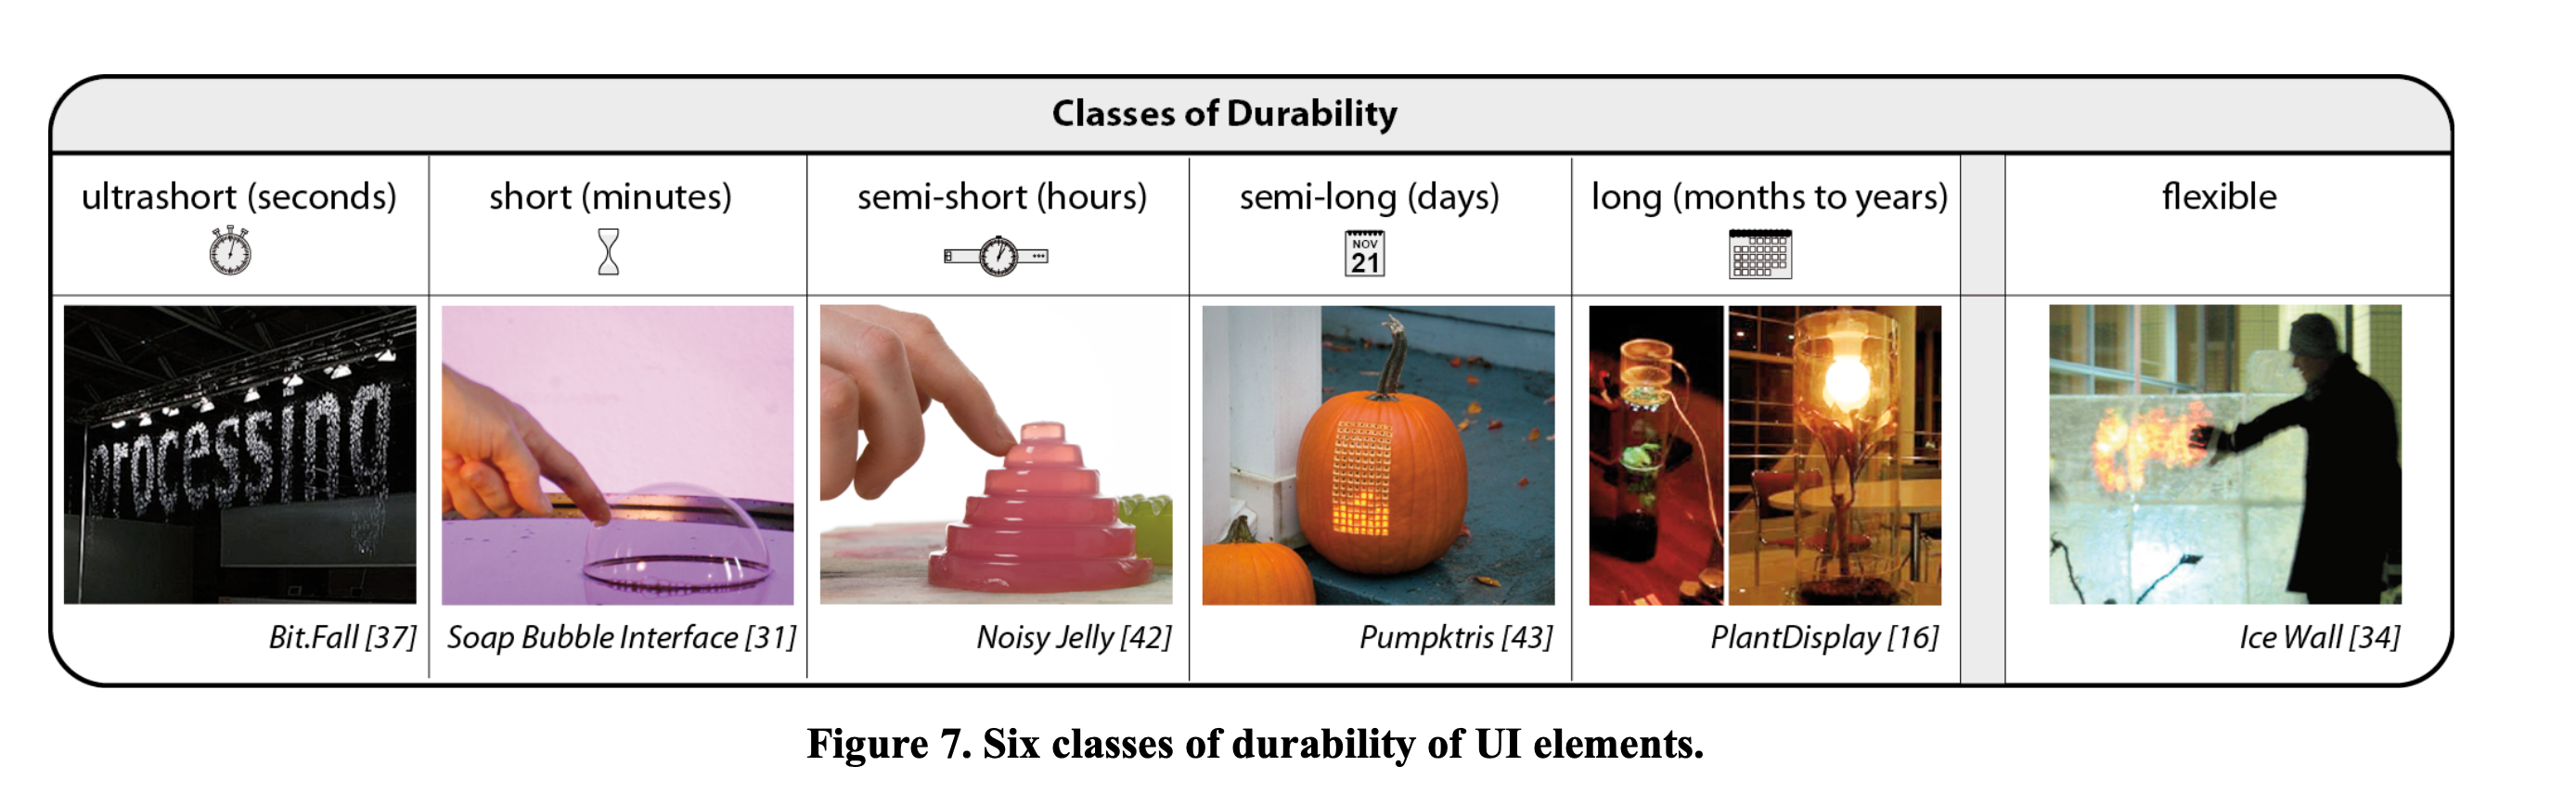 Classes of Durability
ultrashort (seconds)
short (minutes)
semi-short (hours)
semi-long (days)
long (months to years)
flexible
NOV
21
processing
Bit.Fall [37]
Soap Bubble Interface [31]
Noisy Jelly [42]
Pumpktris [43]
PlantDisplay [16]
Ice Wall [34]
Figure 7. Six classes of durability of UI elements.